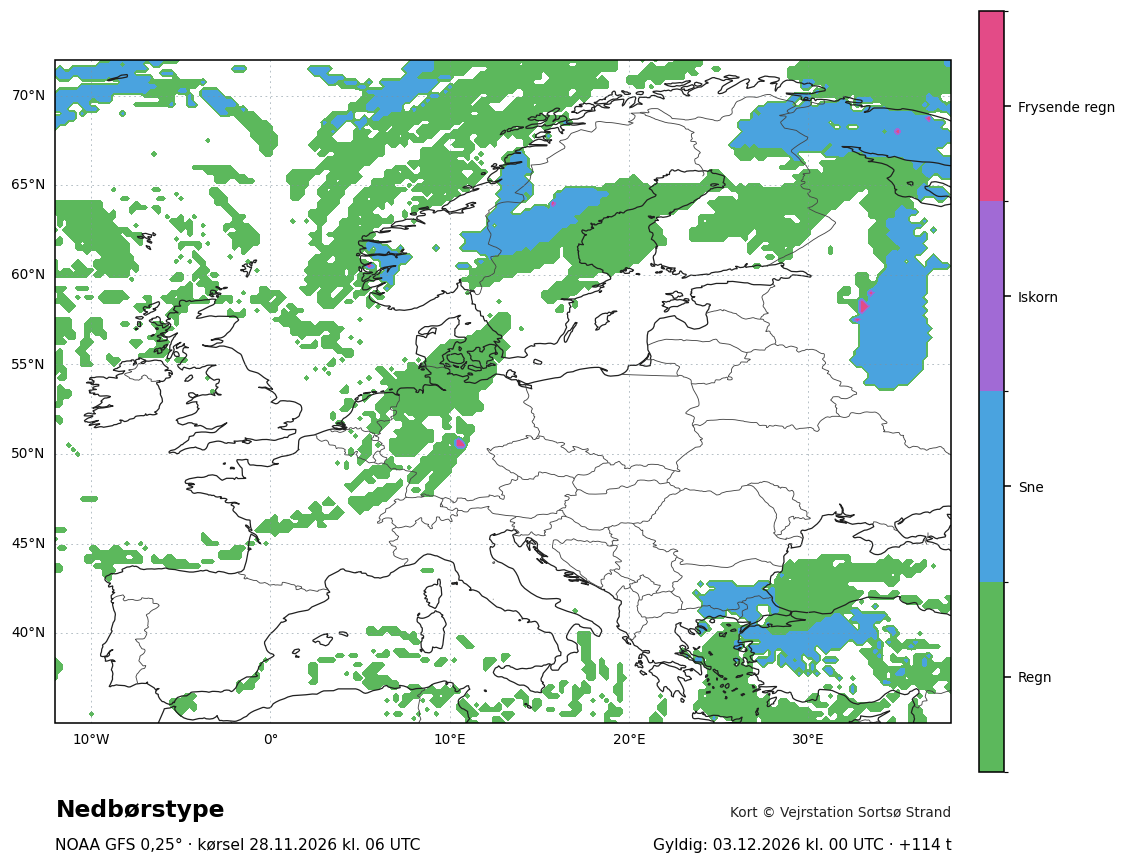 70°N
65°N
60°N
55°N
50°N
45°N
40°N
10°W
0°
10°E
20°E
30°E
Frysende regn
Iskorn
Sne
Regn
Nedbørstype
Kort © Vejrstation Sortsø Strand
NOAA GFS 0,25° · kørsel 28.11.2026 kl. 06 UTC
Gyldig: 03.12.2026 kl. 00 UTC · +114 t